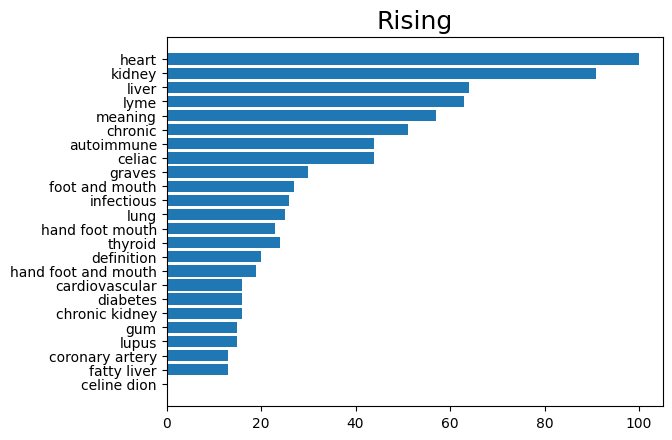 Rising
heart
kidney
liver
lyme
meaning
chronic
autoimmune
celiac
graves
foot and mouth
infectious
lung
hand foot mouth
thyroid
definition
hand foot and mouth
cardiovascular
diabetes
chronic kidney
gum
lupus
coronary artery
fatty liver
celine dion
0 20 40 60 80 100